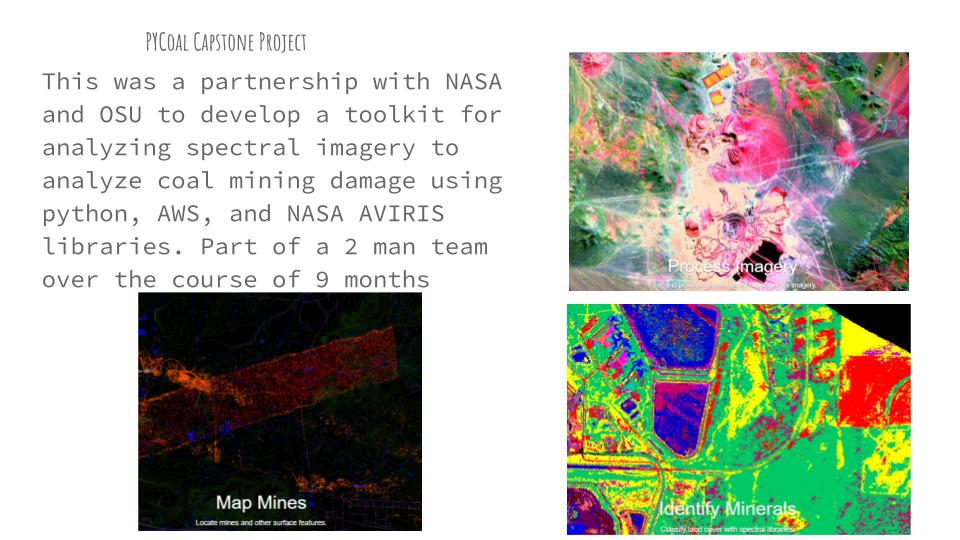 PYCoal Capstone Project
This was a partnership with NASA
and OSU to develop a toolkit for
analyzing spectral imagery to
analyze coal mining damage using
python, AWS, and NASA AVIRIS
libraries. Part of a 2 man team
over the course of 9 months
Process Imagery
and process imagery.
Map Mines
Locate mines and other surface features.
Identify Minerals
Classify land cover with spectral libraries.